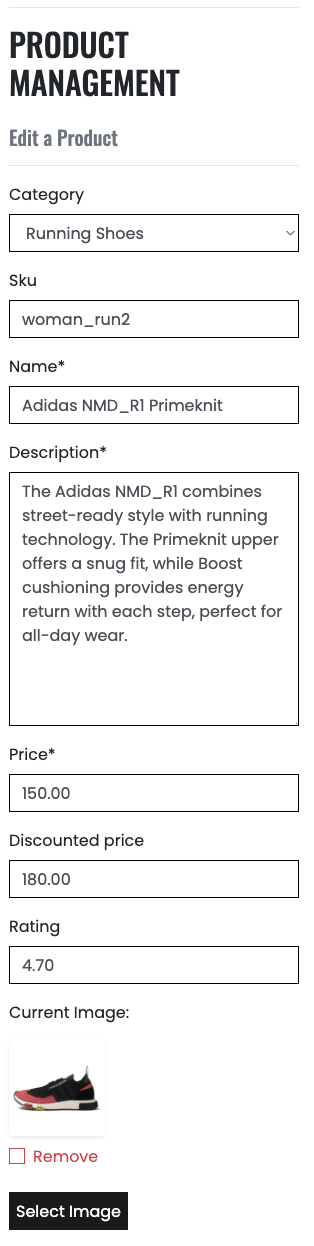 PRODUCT
MANAGEMENT
Edit a Product
Category
Running Shoes
Sku
woman_run2
Name*
Adidas NMD_R1 Primeknit
Description*
The Adidas NMD_R1 combines
street-ready style with running
technology. The Primeknit upper
offers a snug fit, while Boost
cushioning provides energy
return with each step, perfect for
all-day wear.
Price*
150.00
Discounted price
180.00
Rating
4.70
Current Image:
Remove
Select Image